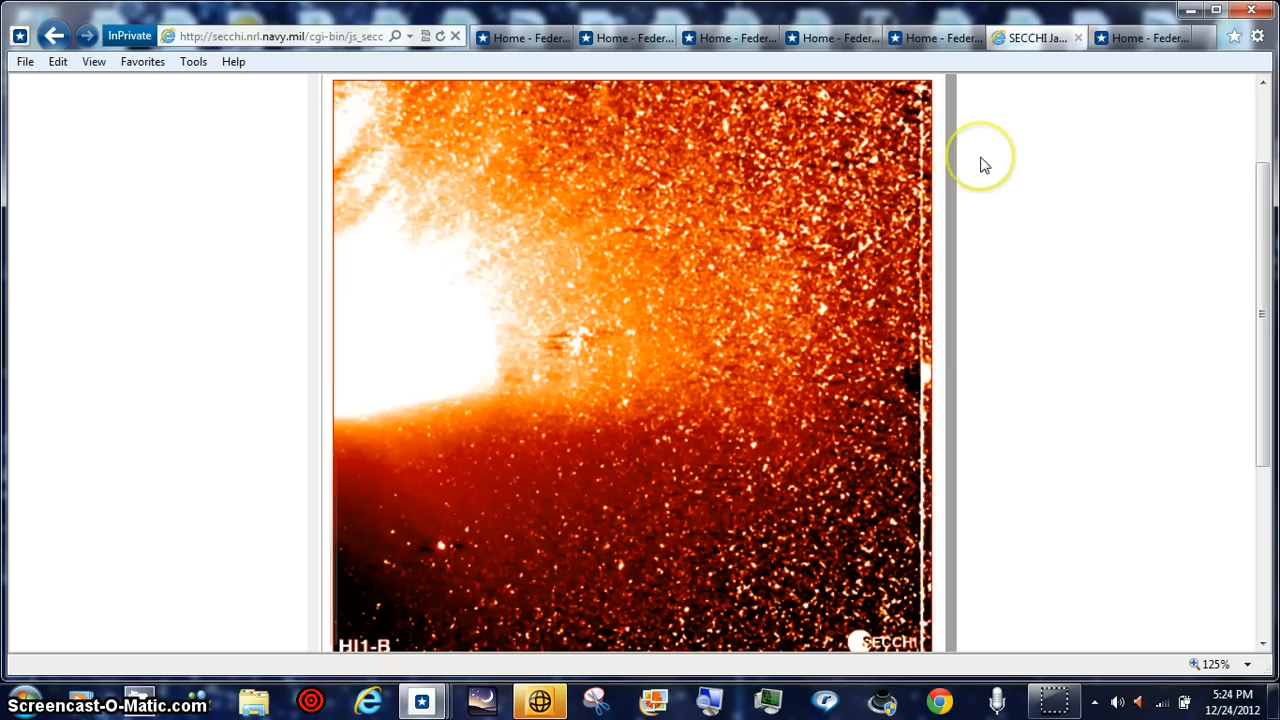 InPrivate
http://secchi.nrl.navy.mil/cgi-bin/js_secc
Home - Feder...
Home - Feder...
Home - Feder...
Home - Feder...
Home - Feder...
SECCHI Ja...
Home - Feder...
File Edit View Favorites Tools Help
HI1-B
SECCHI
125%
Screencast-O-Matic.com
5:24 PM
12/24/2012